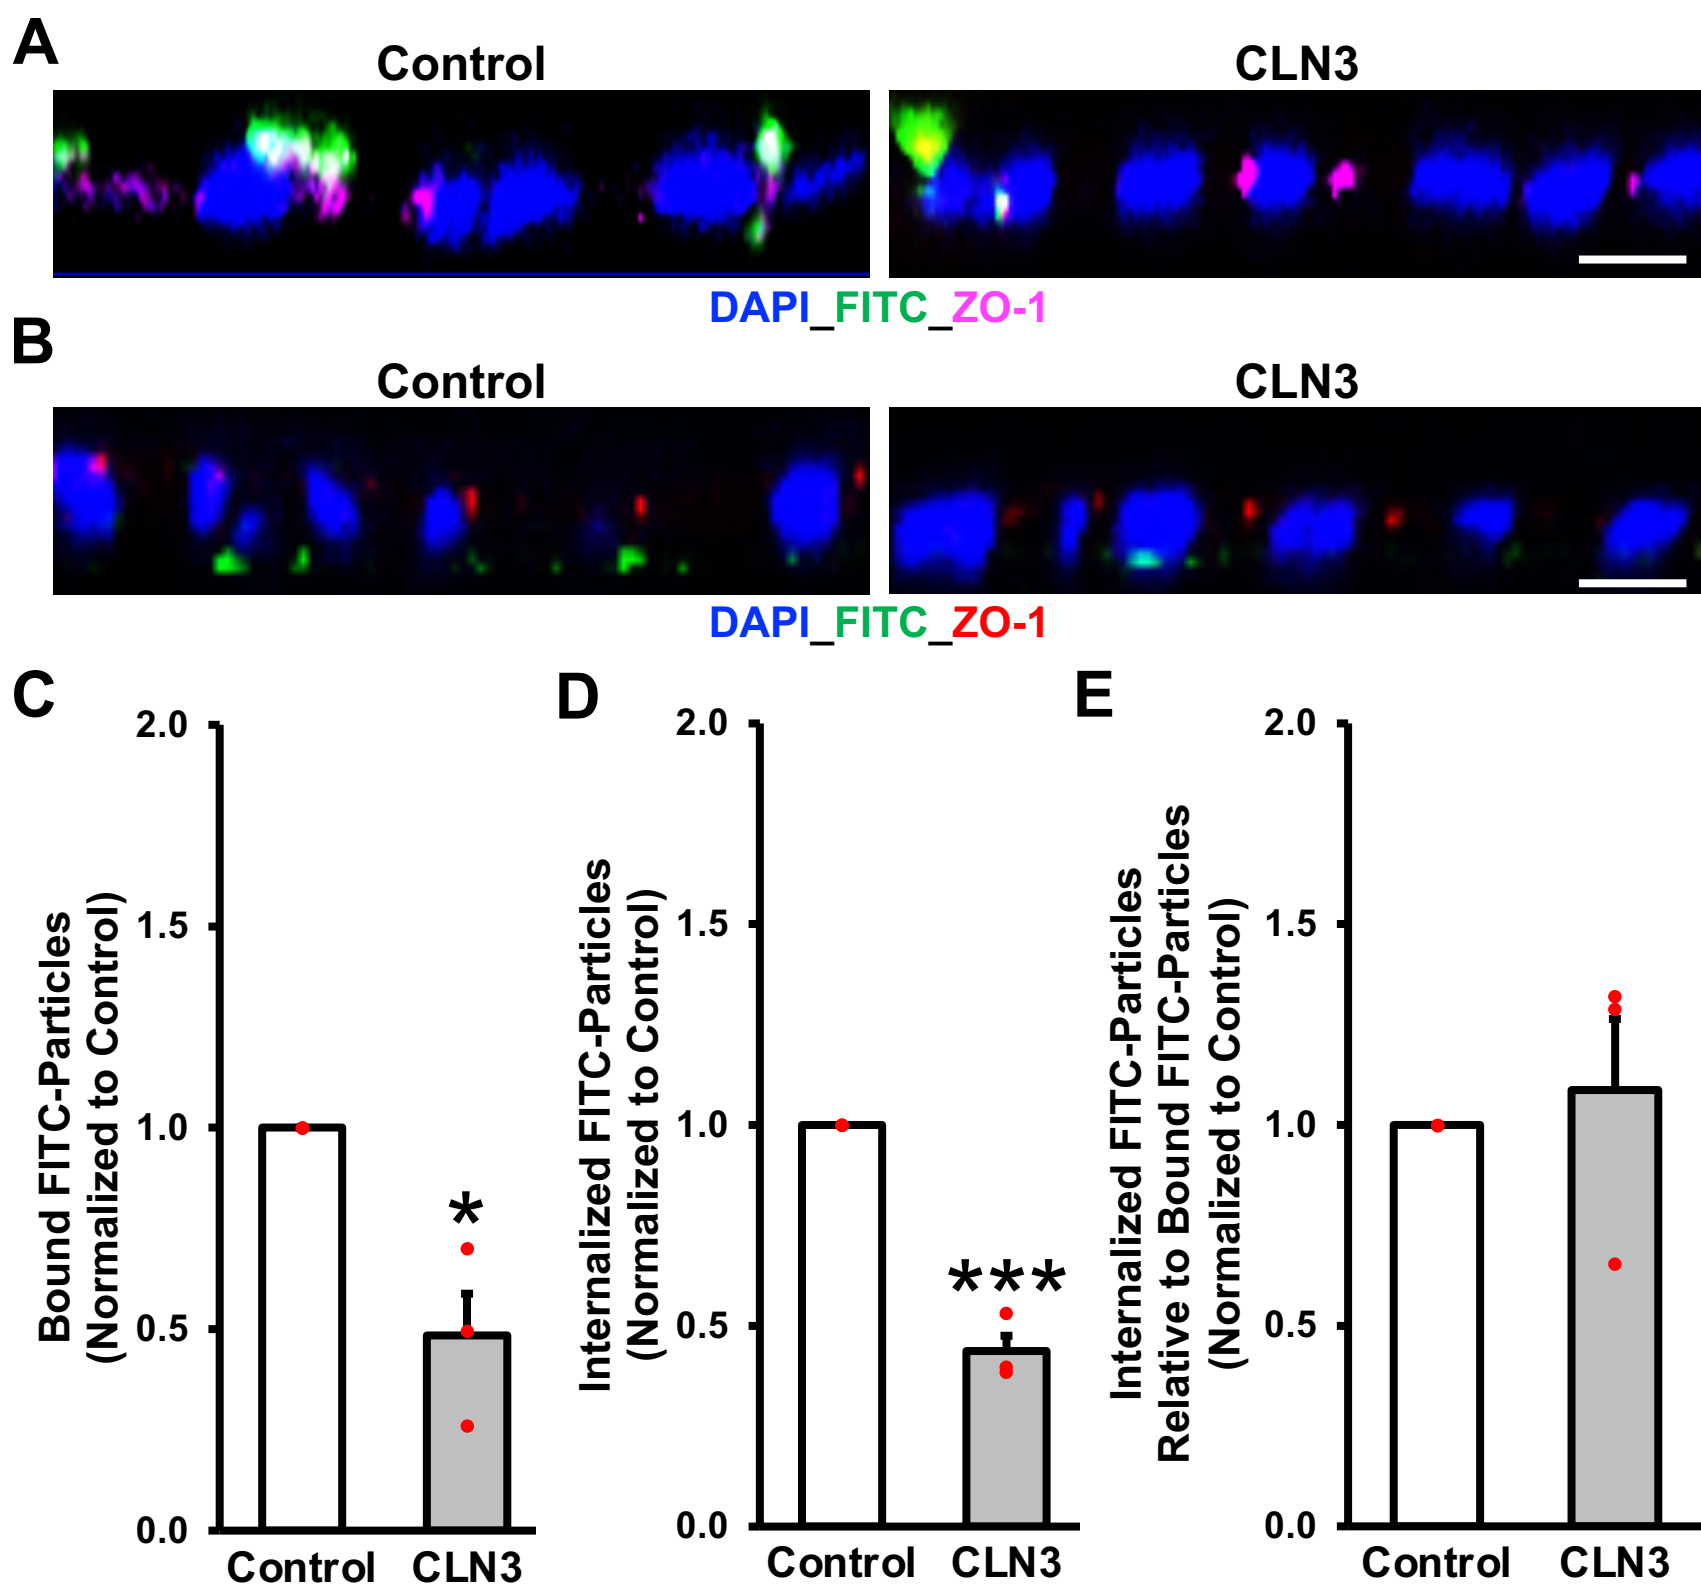 A
Control
CLN3
DAPI_FITC_ZO-1
B
Control
CLN3
DAPI_FITC_ZO-1
C
Bound FITC-Particles
(Normalized to Control)
2.0
1.5
1.0
0.5
0.0
*
Control
CLN3
D
Internalized FITC-Particles
(Normalized to Control)
2.0
1.5
1.0
0.5
0.0
***
Control
CLN3
E
Internalized FITC-Particles
Relative to Bound FITC-Particles
(Normalized to Control)
2.0
1.5
1.0
0.5
0.0
Control
CLN3